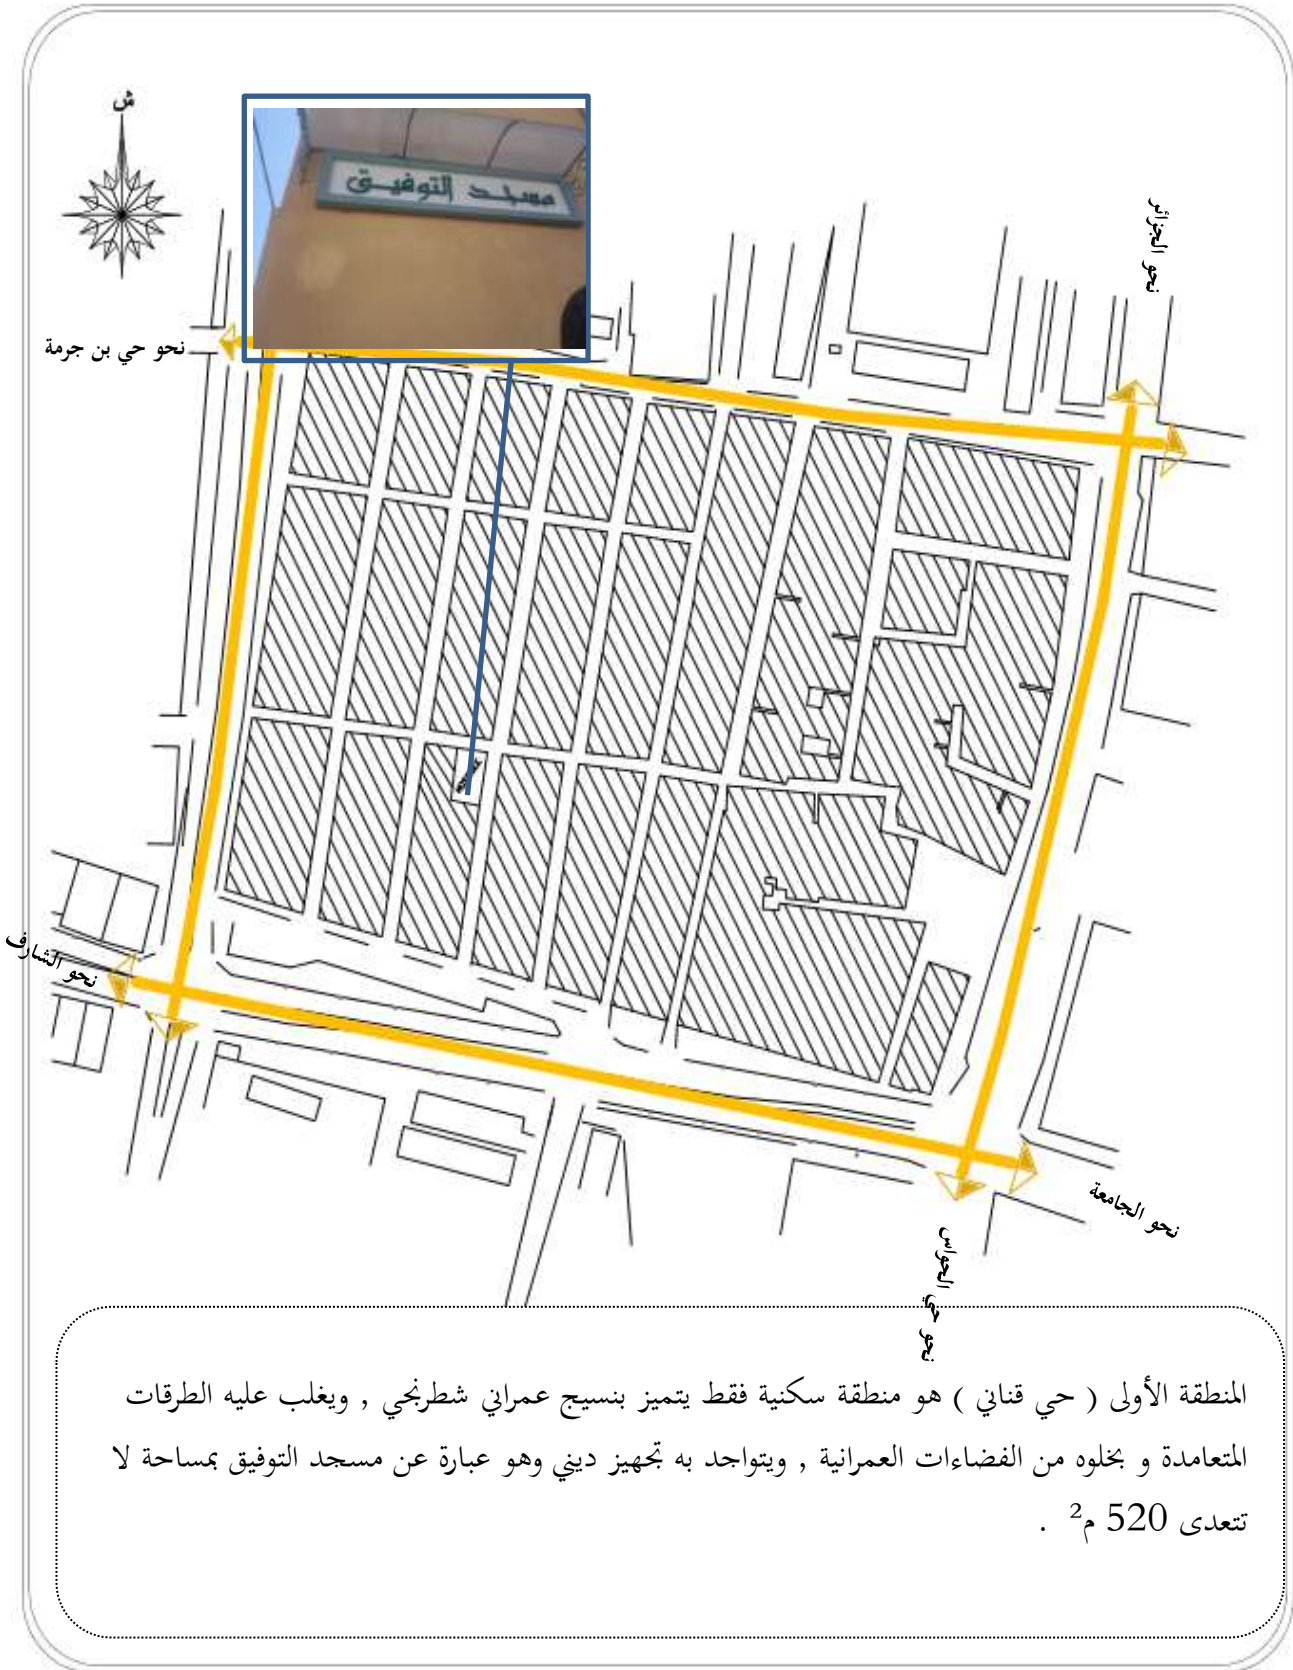 ش
مسجد التوفيق
نحو الجزائر
نحو حي بن جرمة
نحو الشارف
نحو الجامعة
نحو حي الحواس
المنطقة الأولى ( حي قناني ) هو منطقة سكنية فقط يتميز بنسيج عمراني شطرنجي , ويغلب عليه الطرقات
المتعامدة و بخلوه من الفضاءات العمرانية , ويتواجد به تجهيز ديني وهو عبارة عن مسجد التوفيق بمساحة لا
تتعدى 520 م² .